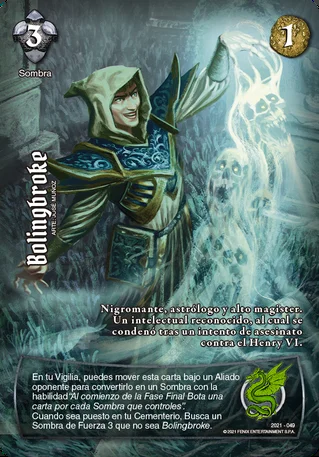 3
1
Sombra
Bolingbroke
ARTE: JOSE MUÑOZ
Nigromante, astrólogo y alto magíster.
Un intelectual reconocido, al cual se
condenó tras un intento de asesinato
contra el Henry VI.
En tu Vigilia, puedes mover esta carta bajo un Aliado
oponente para convertirlo en un Sombra con la
habilidad"Al comienzo de la Fase Final Bota una
carta por cada Sombra que controles".
Cuando sea puesto en tu Cementerio, Busca un
Sombra de Fuerza 3 que no sea Bolingbroke.
2021 - 049
© 2021 FENIX ENTERTAINMENT S.P.A.